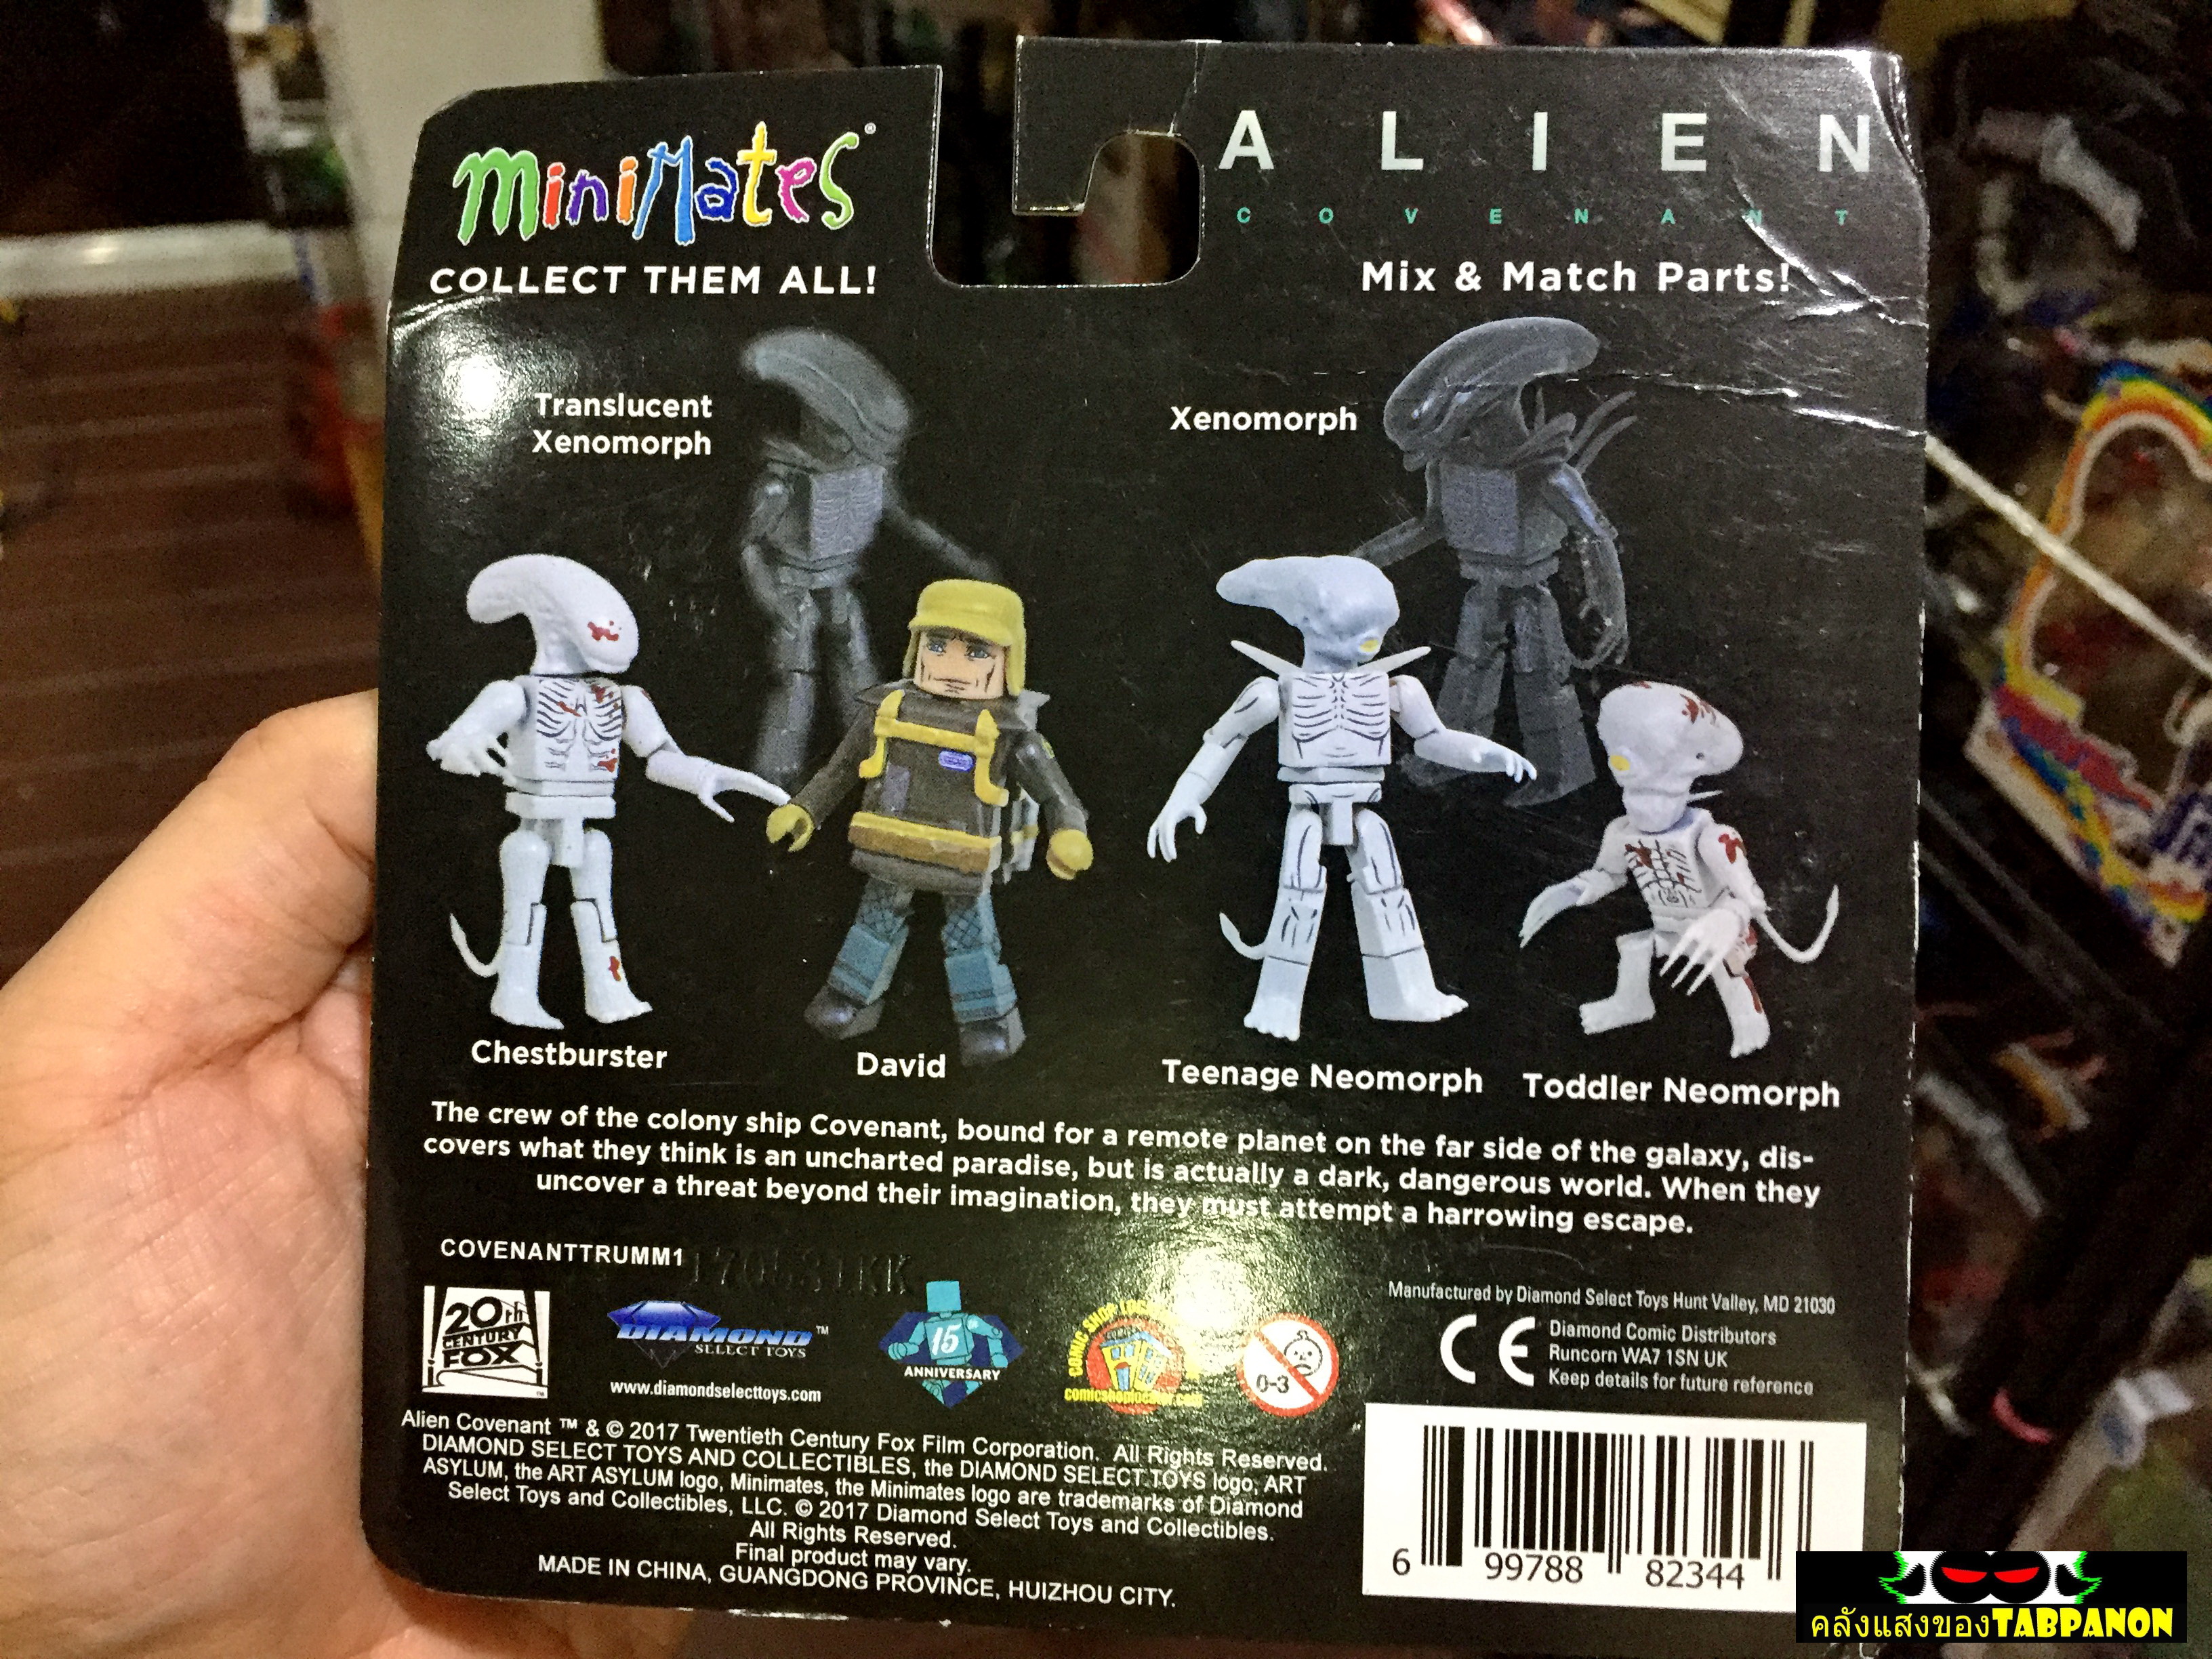 MiniMates®
COLLECT THEM ALL!
ALIEN
COVENANT
Mix & Match Parts!
Translucent
Xenomorph
Xenomorph
Chestburster
David
Teenage Neomorph
Toddler Neomorph
The crew of the colony ship Covenant, bound for a remote planet on the far side of the galaxy, dis-
covers what they think is an uncharted paradise, but is actually a dark, dangerous world. When they
uncover a threat beyond their imagination, they must attempt a harrowing escape.
COVENANTTRUMM1
20th
CENTURY
FOX
DIAMOND™
SELECT TOYS
www.diamondselecttoys.com
15
ANNIVERSARY
COMIC SHOP
comicshoplocator.com
0-3
Manufactured by Diamond Select Toys Hunt Valley, MD 21030
CE
Diamond Comic Distributors
Runcorn WA7 1SN UK
Keep details for future reference
Alien Covenant ™ & © 2017 Twentieth Century Fox Film Corporation. All Rights Reserved.
DIAMOND SELECT TOYS AND COLLECTIBLES, the DIAMOND SELECT TOYS logo, ART
ASYLUM, the ART ASYLUM logo, Minimates, the Minimates logo are trademarks of Diamond
Select Toys and Collectibles, LLC. © 2017 Diamond Select Toys and Collectibles.
All Rights Reserved.
Final product may vary.
MADE IN CHINA, GUANGDONG PROVINCE, HUIZHOU CITY.
6 99788 82344
คลังแสงของTABPANON